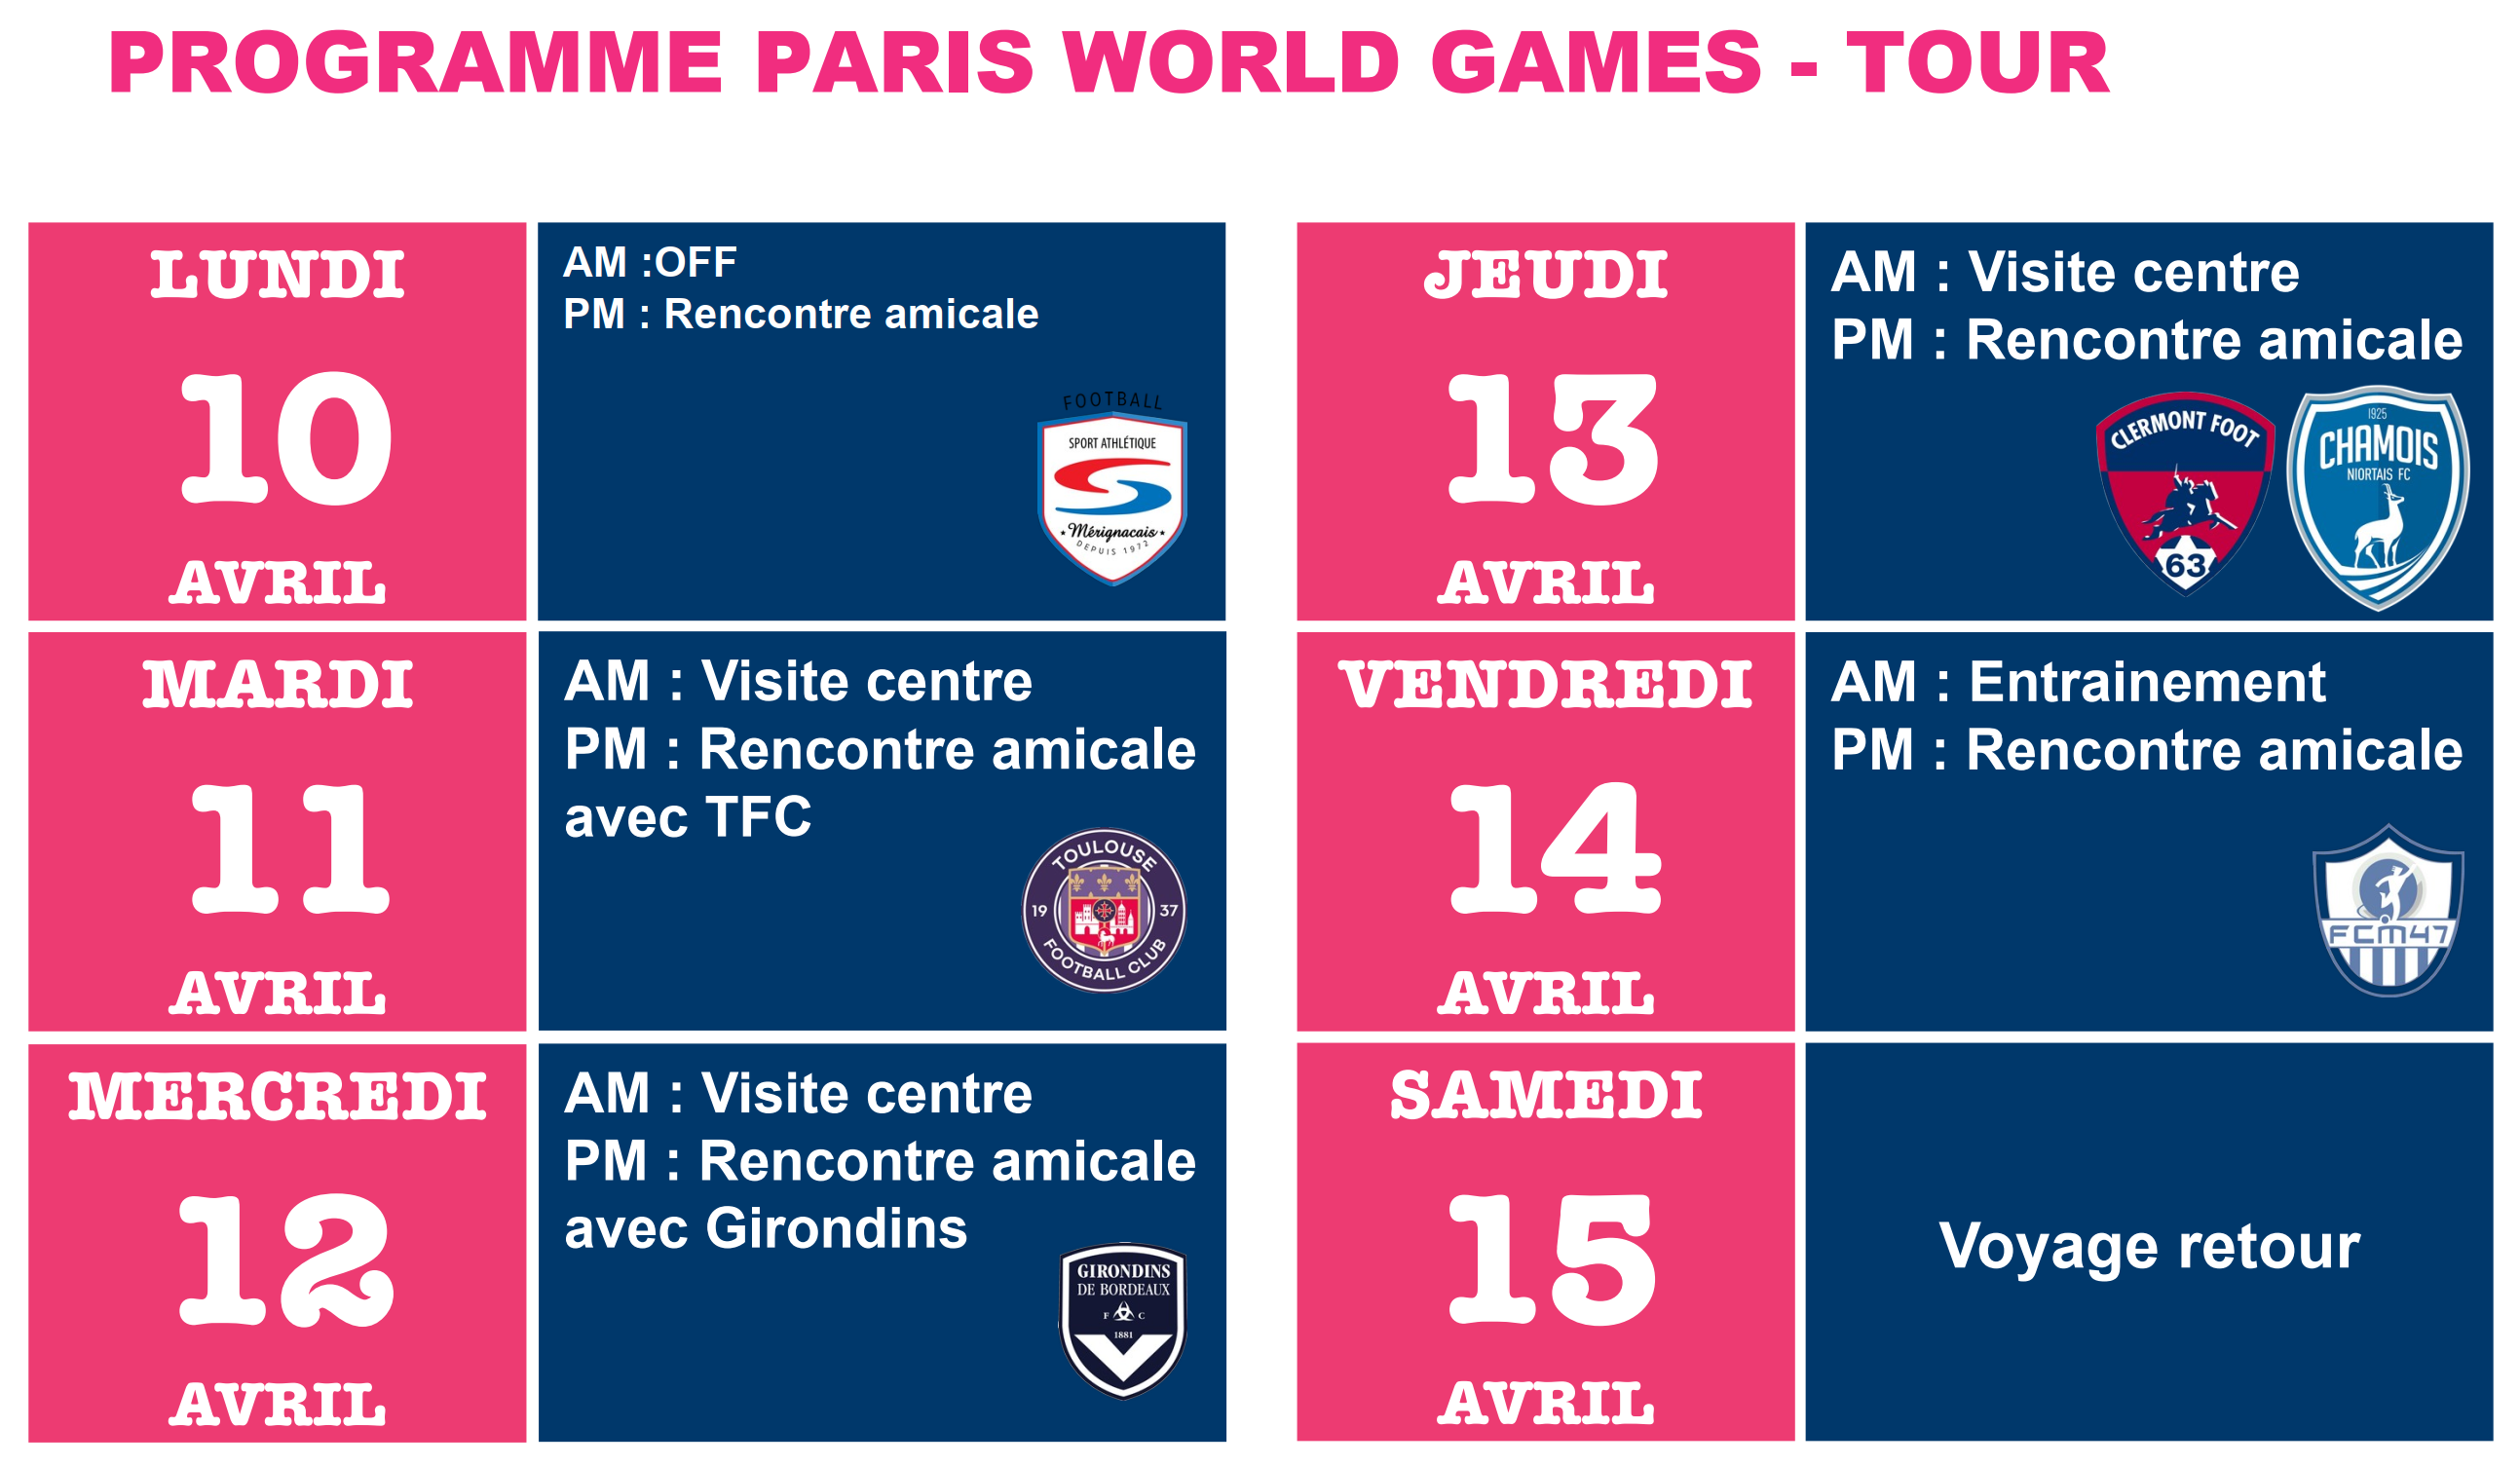 PROGRAMME PARIS WORLD GAMES - TOUR
LUNDI
10
AVRIL
AM :OFF
PM : Rencontre amicale
FOOTBALL
SPORT ATHLÉTIQUE
Mérignacais
DEPUIS 1972
MARDI
11
AVRIL
AM : Visite centre
PM : Rencontre amicale
avec TFC
TOULOUSE
19 37
FOOTBALL CLUB
MERCREDI
12
AVRIL
AM : Visite centre
PM : Rencontre amicale
avec Girondins
GIRONDINS
DE BORDEAUX
F C
1881
JEUDI
13
AVRIL
AM : Visite centre
PM : Rencontre amicale
CLERMONT FOOT
63
1925
CHAMOIS
NIORTAIS FC
VENDREDI
14
AVRIL
AM : Entrainement
PM : Rencontre amicale
FCM47
SAMEDI
15
AVRIL
Voyage retour